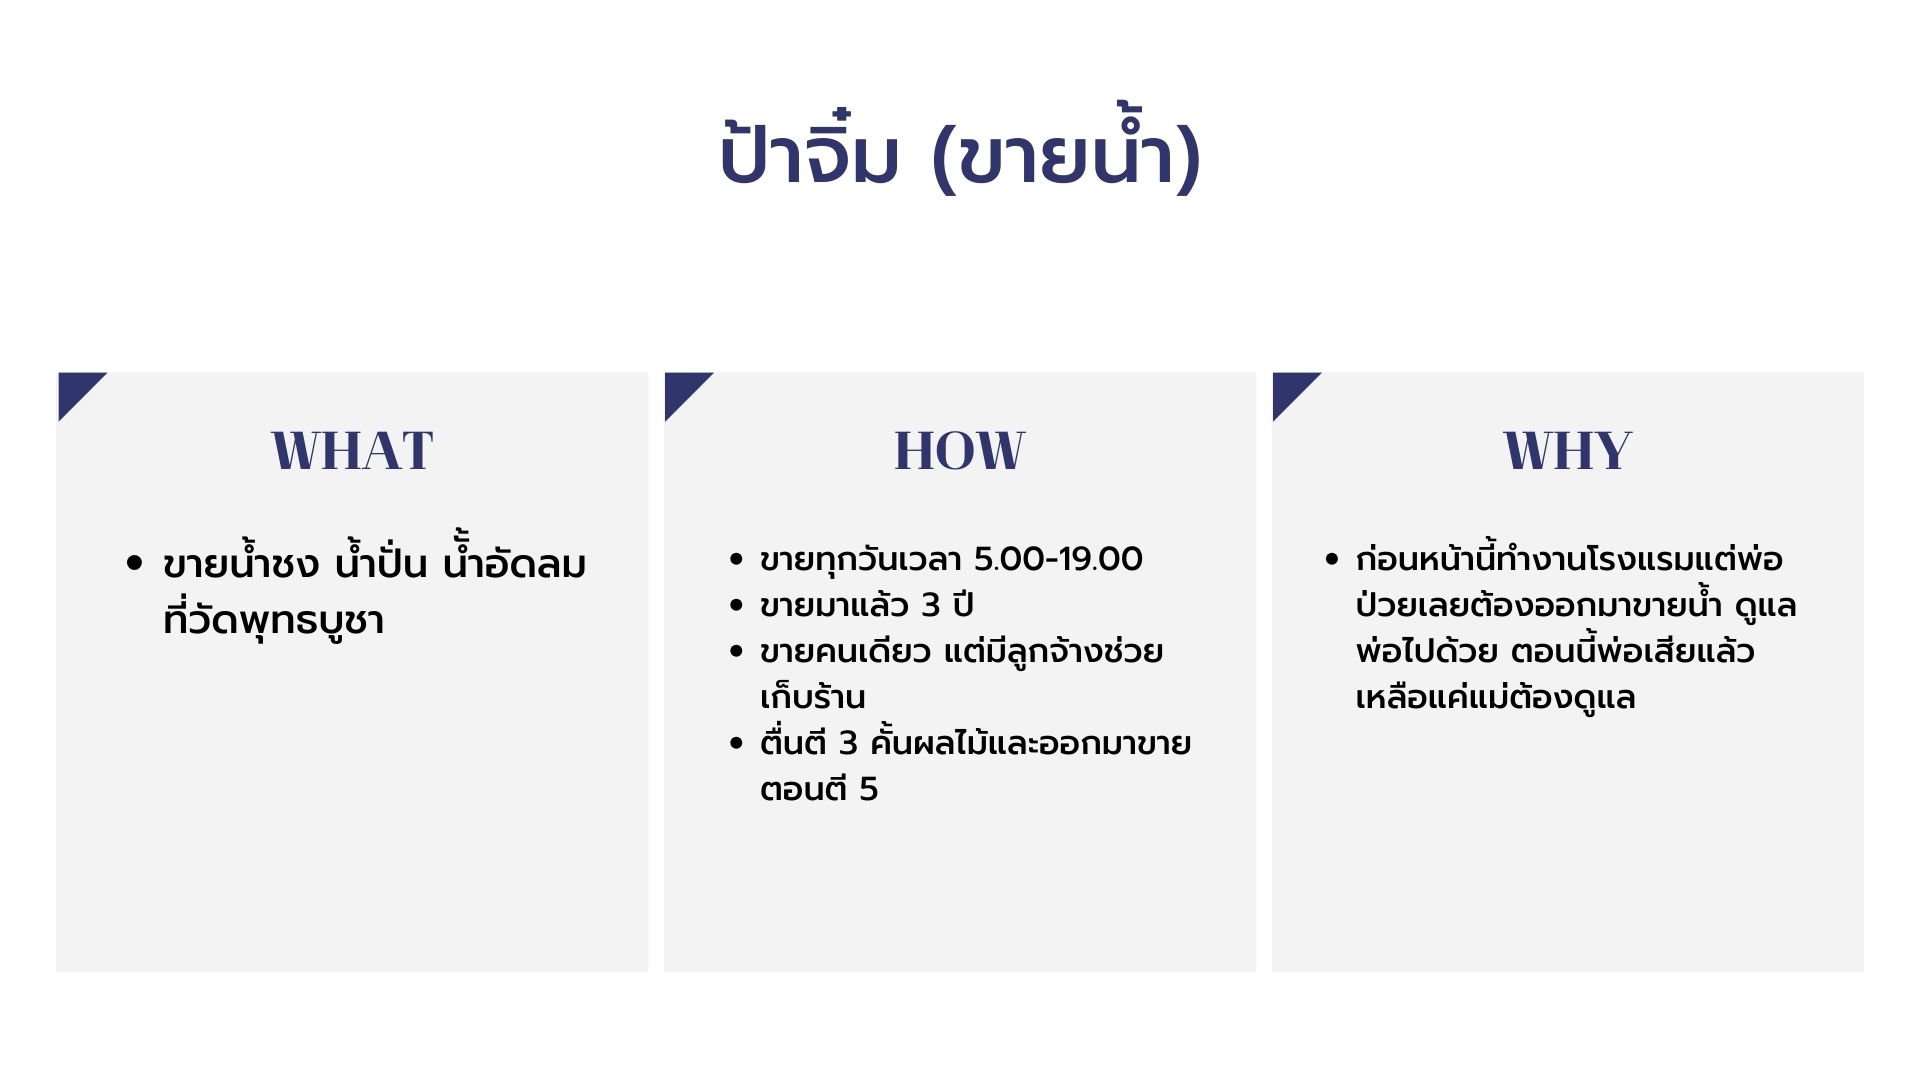 ป้าจิ๋ม (ขายน้ำ)
WHAT
• ขายน้ำชง น้ำปั่น น้ำ้อัดลม
ที่วัดพุทธบูชา
HOW
• ขายทุกวันเวลา 5.00-19.00
• ขายมาแล้ว 3 ปี
• ขายคนเดียว แต่มีลูกจ้างช่วย
เก็บร้าน
• ตื่นตี 3 คั้นผลไม้และออกมาขาย
ตอนตี 5
WHY
• ก่อนหน้านี้ทำงานโรงแรมแต่พ่อ
ป่วยเลยต้องออกมาขายน้ำ ดูแล
พ่อไปด้วย ตอนนี้พ่อเสียแล้ว
เหลือแค่แม่ต้องดูแล